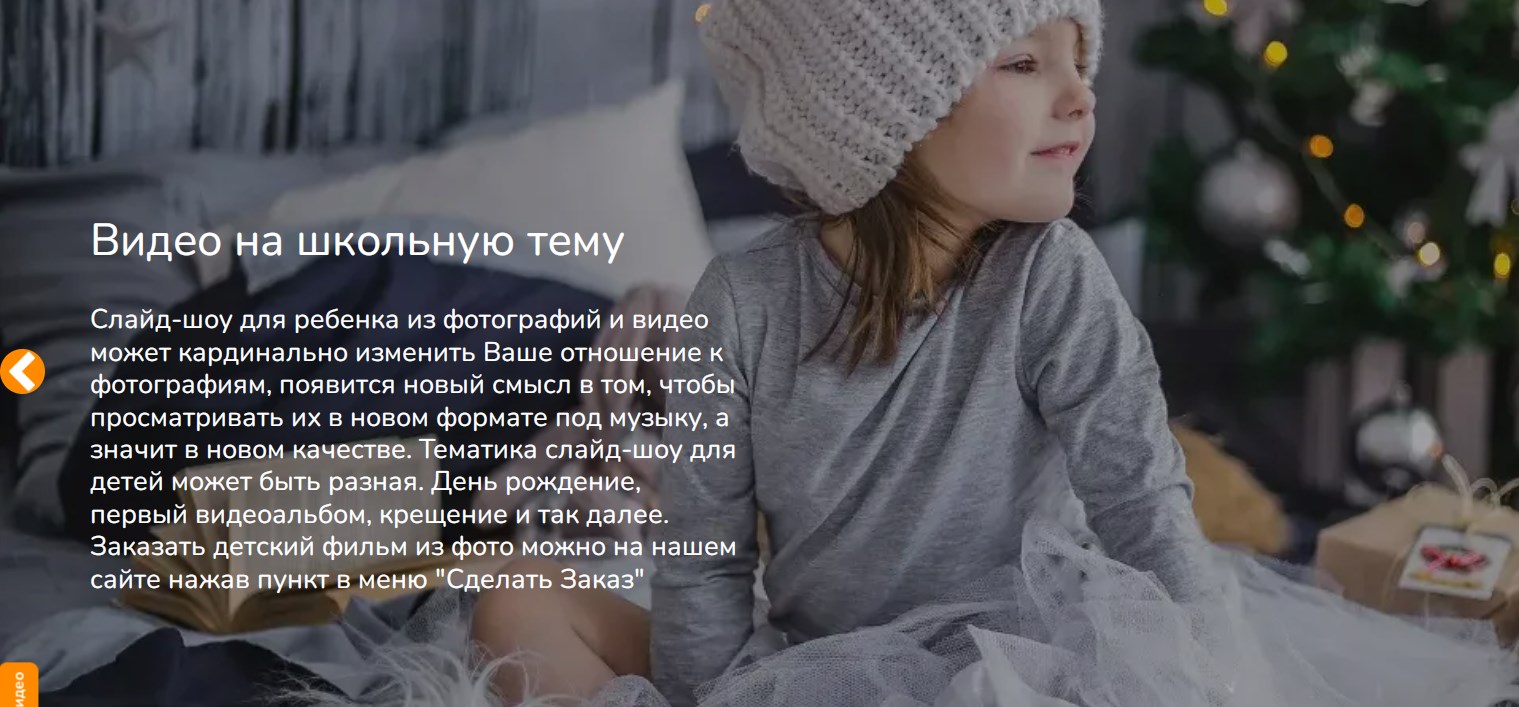 Видео на школьную тему
Слайд-шоу для ребенка из фотографий и видео
может кардинально изменить Ваше отношение к
фотографиям, появится новый смысл в том, чтобы
просматривать их в новом формате под музыку, а
значит в новом качестве. Тематика слайд-шоу для
детей может быть разная. День рождение,
первый видеоальбом, крещение и так далее.
Заказать детский фильм из фото можно на нашем
сайте нажав пункт в меню "Сделать Заказ"